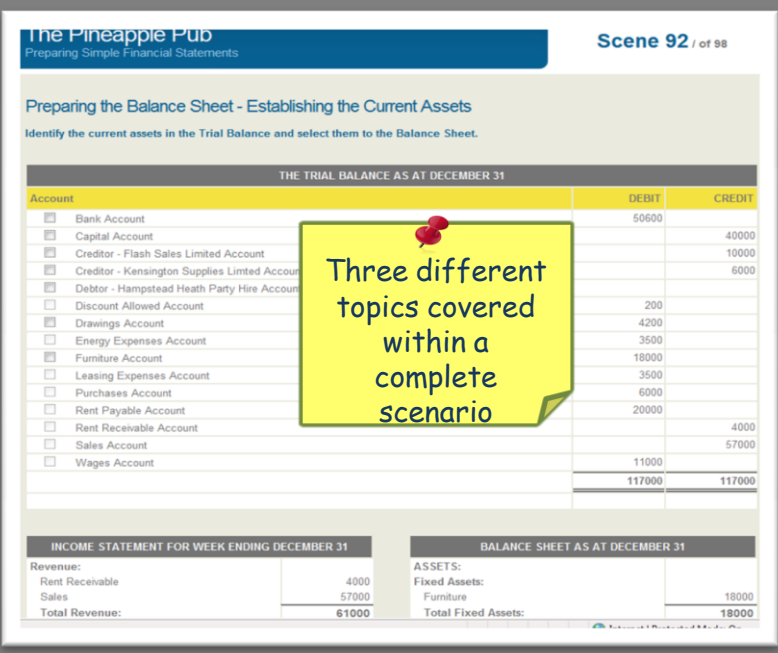 The Pineapple Pub
Preparing Simple Financial Statements
Scene 92 / of 98
Preparing the Balance Sheet - Establishing the Current Assets
Identify the current assets in the Trial Balance and select them to the Balance Sheet.
THE TRIAL BALANCE AS AT DECEMBER 31
Account DEBIT CREDIT
Bank Account 50600
Capital Account 40000
Creditor - Flash Sales Limited Account 10000
Creditor - Kensington Supplies Limted Accoun 6000
Debtor - Hampstead Heath Party Hire Account
Discount Allowed Account 200
Drawings Account 4200
Energy Expenses Account 3500
Furniture Account 18000
Leasing Expenses Account 3500
Purchases Account 6000
Rent Payable Account 20000
Rent Receivable Account 4000
Sales Account 57000
Wages Account 11000
117000 117000
Three different
topics covered
within a
complete
scenario
INCOME STATEMENT FOR WEEK ENDING DECEMBER 31
Revenue:
Rent Receivable 4000
Sales 57000
Total Revenue: 61000
BALANCE SHEET AS AT DECEMBER 31
ASSETS:
Fixed Assets:
Furniture 18000
Total Fixed Assets: 18000